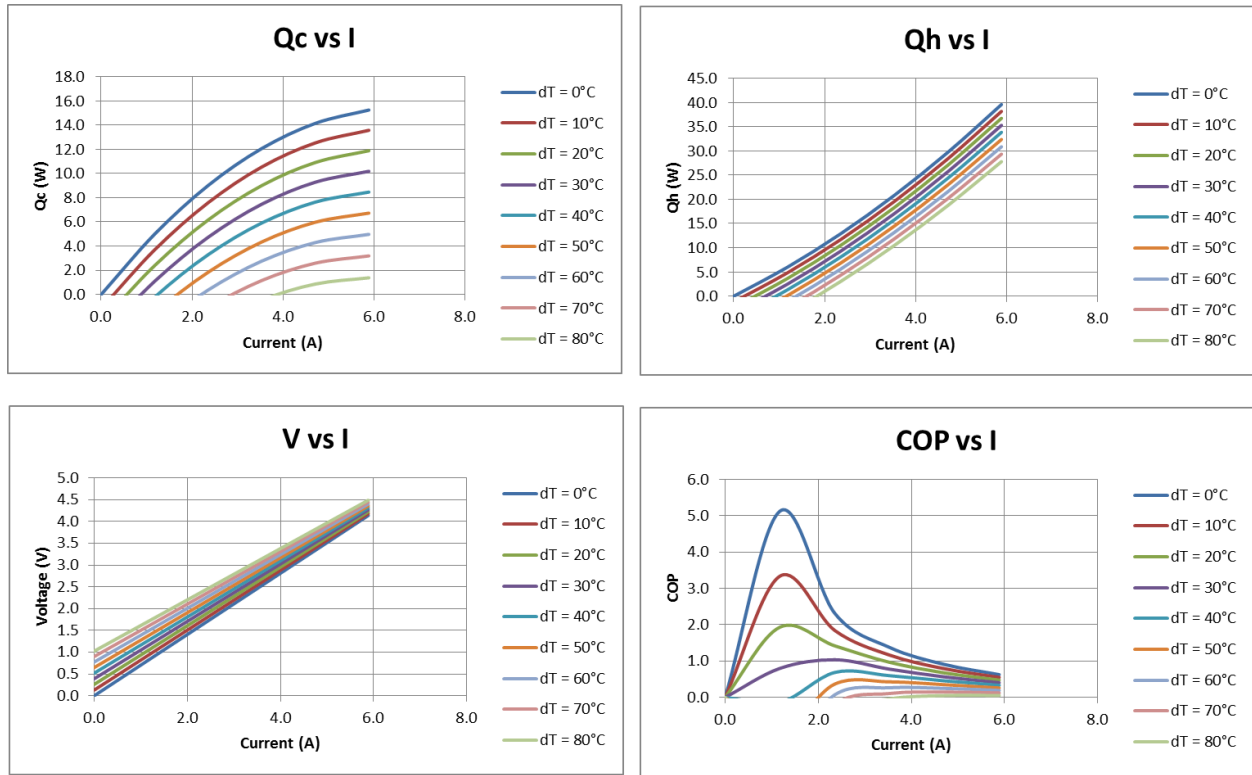 Qc vs I
18.0
16.0
14.0
12.0
10.0
8.0
6.0
4.0
2.0
0.0
Qc (W)
0.0 2.0 4.0 6.0 8.0
Current (A)
dT = 0°C
dT = 10°C
dT = 20°C
dT = 30°C
dT = 40°C
dT = 50°C
dT = 60°C
dT = 70°C
dT = 80°C
Qh vs I
45.0
40.0
35.0
30.0
25.0
20.0
15.0
10.0
5.0
0.0
Qh (W)
0.0 2.0 4.0 6.0 8.0
Current (A)
dT = 0°C
dT = 10°C
dT = 20°C
dT = 30°C
dT = 40°C
dT = 50°C
dT = 60°C
dT = 70°C
dT = 80°C
V vs I
5.0
4.5
4.0
3.5
3.0
2.5
2.0
1.5
1.0
0.5
0.0
Voltage (V)
0.0 2.0 4.0 6.0 8.0
Current (A)
dT = 0°C
dT = 10°C
dT = 20°C
dT = 30°C
dT = 40°C
dT = 50°C
dT = 60°C
dT = 70°C
dT = 80°C
COP vs I
6.0
5.0
4.0
3.0
2.0
1.0
0.0
COP
0.0 2.0 4.0 6.0 8.0
Current (A)
dT = 0°C
dT = 10°C
dT = 20°C
dT = 30°C
dT = 40°C
dT = 50°C
dT = 60°C
dT = 70°C
dT = 80°C